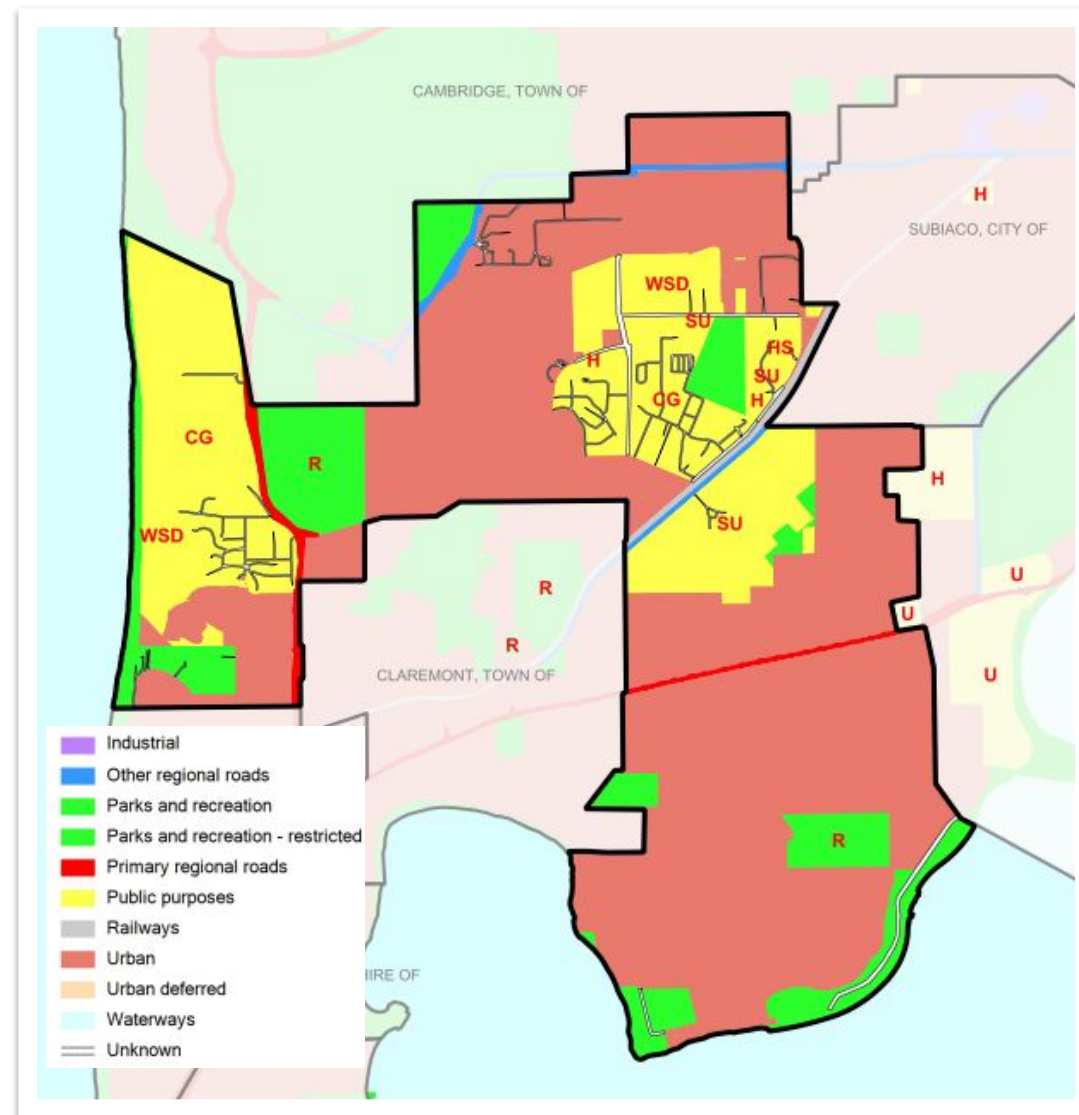 CAMBRIDGE, TOWN OF
H
SUBIACO, CITY OF
WSD
SU
HS
H
SU
CG
H
CG
R
H
SU
WSD
U
R
U
R
CLAREMONT, TOWN OF
U
Industrial
Other regional roads
Parks and recreation
Parks and recreation - restricted
R
Primary regional roads
Public purposes
Railways
Urban
HIRE OF
Urban deferred
Waterways
Unknown